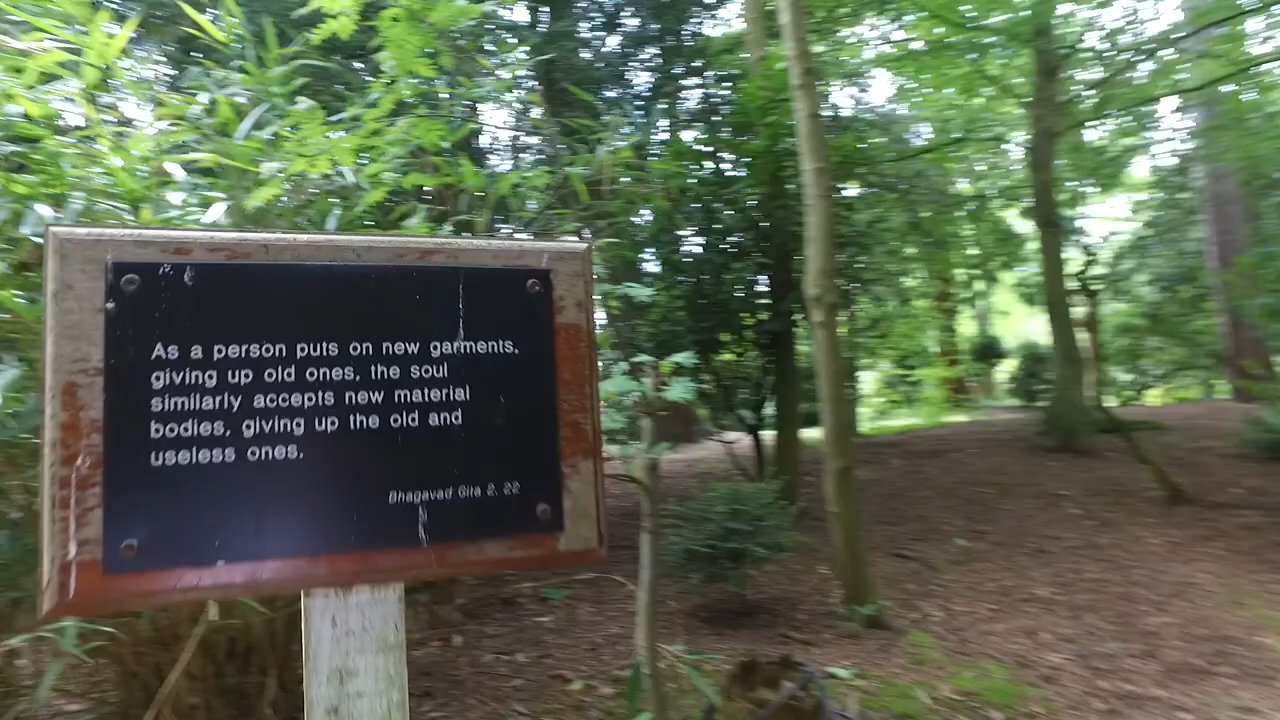 As a person puts on new garments,
giving up old ones, the soul
similarly accepts new material
bodies, giving up the old and
useless ones.
Bhagavad Gita 2. 22